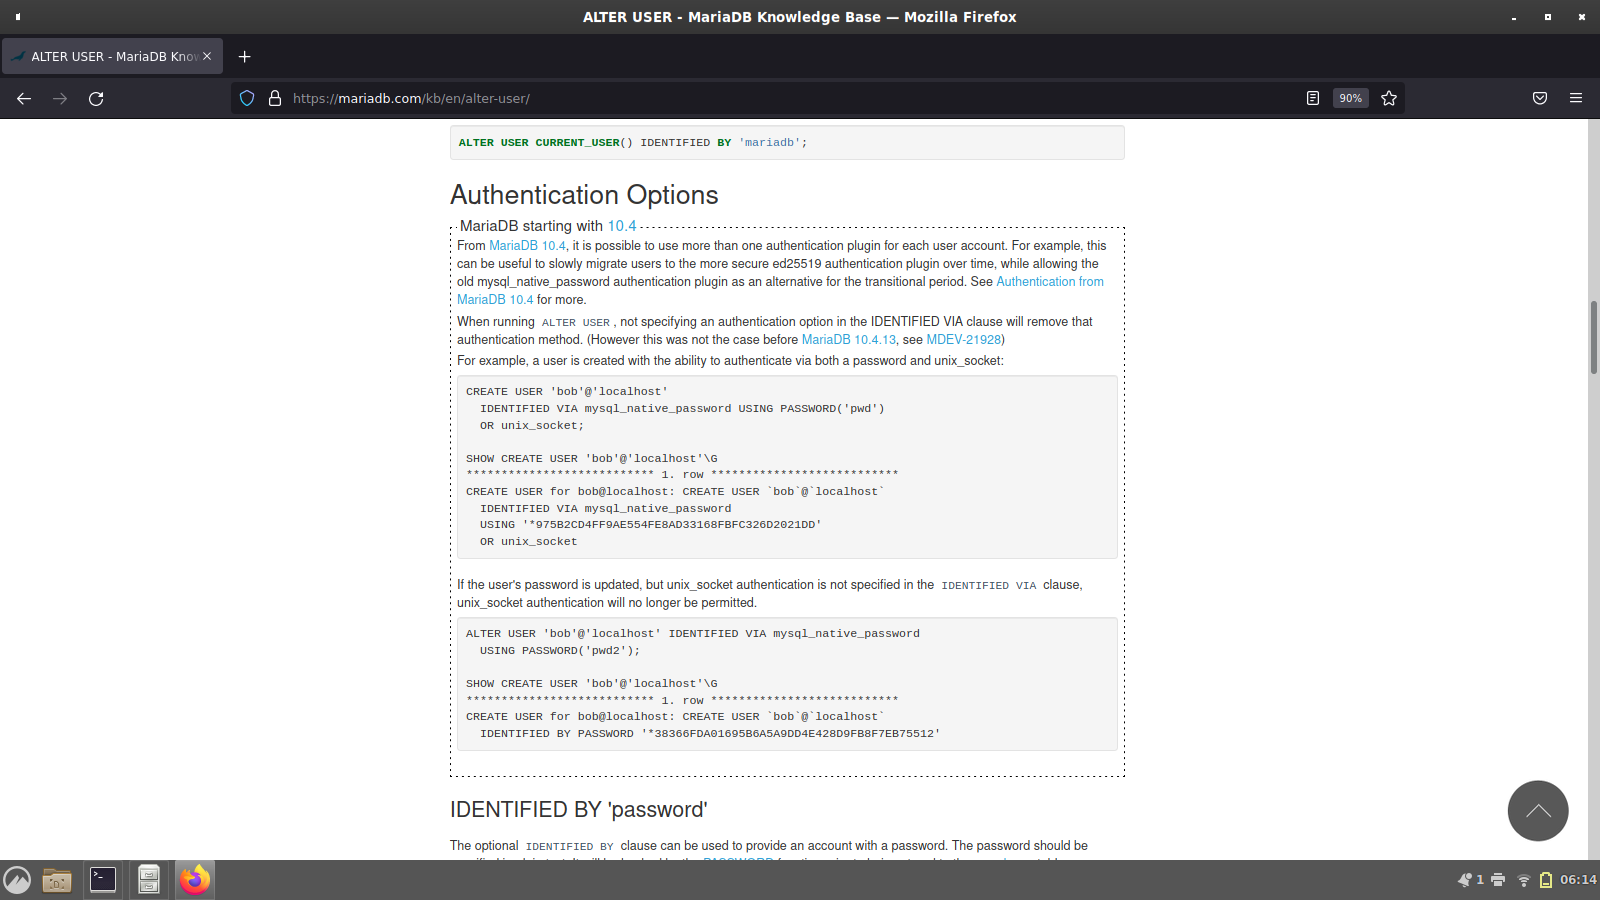 ALTER USER - MariaDB Knowledge Base — Mozilla Firefox
ALTER USER - MariaDB Know
https://mariadb.com/kb/en/alter-user/
90%
ALTER USER CURRENT_USER() IDENTIFIED BY 'mariadb';
Authentication Options
MariaDB starting with 10.4
From MariaDB 10.4, it is possible to use more than one authentication plugin for each user account. For example, this
can be useful to slowly migrate users to the more secure ed25519 authentication plugin over time, while allowing the
old mysql_native_password authentication plugin as an alternative for the transitional period. See Authentication from
MariaDB 10.4 for more.
When running ALTER USER, not specifying an authentication option in the IDENTIFIED VIA clause will remove that
authentication method. (However this was not the case before MariaDB 10.4.13, see MDEV-21928)
For example, a user is created with the ability to authenticate via both a password and unix_socket:
CREATE USER 'bob'@'localhost'
IDENTIFIED VIA mysql_native_password USING PASSWORD('pwd')
OR unix_socket;
SHOW CREATE USER 'bob'@'localhost'\G
*************************** 1. row ***************************
CREATE USER for bob@localhost: CREATE USER `bob`@`localhost`
IDENTIFIED VIA mysql_native_password
USING '*975B2CD4FF9AE554FE8AD33168FBFC326D2021DD'
OR unix_socket
If the user's password is updated, but unix_socket authentication is not specified in the IDENTIFIED VIA clause,
unix_socket authentication will no longer be permitted.
ALTER USER 'bob'@'localhost' IDENTIFIED VIA mysql_native_password
USING PASSWORD('pwd2');
SHOW CREATE USER 'bob'@'localhost'\G
*************************** 1. row ***************************
CREATE USER for bob@localhost: CREATE USER `bob`@`localhost`
IDENTIFIED BY PASSWORD '*38366FDA01695B6A5A9DD4E428D9FB8F7EB75512'
IDENTIFIED BY 'password'
The optional IDENTIFIED BY clause can be used to provide an account with a password. The password should be
1
06:14